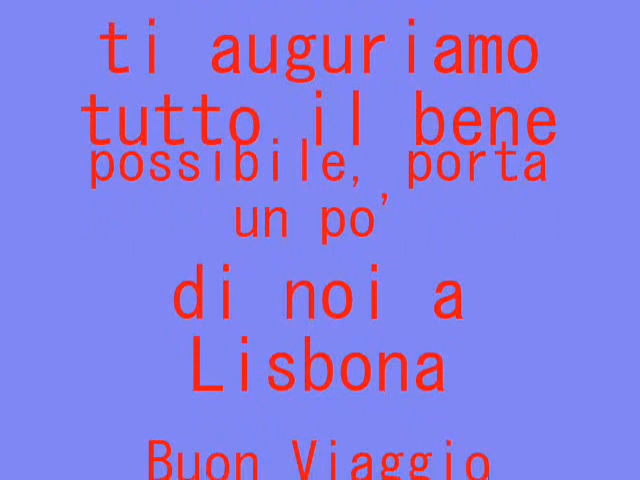 ti auguriamo
tutto il bene
possibile, porta
un po'
di noi a
Lisbona
Buon Viaggio